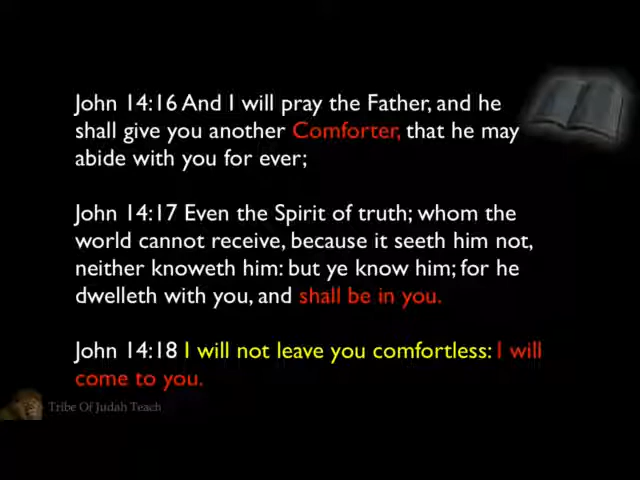 John 14:16 And I will pray the Father, and he
shall give you another Comforter, that he may
abide with you for ever;
John 14:17 Even the Spirit of truth; whom the
world cannot receive, because it seeth him not,
neither knoweth him: but ye know him; for he
dwelleth with you, and shall be in you.
John 14:18 I will not leave you comfortless: I will
come to you.
Tribe Of Judah Teach